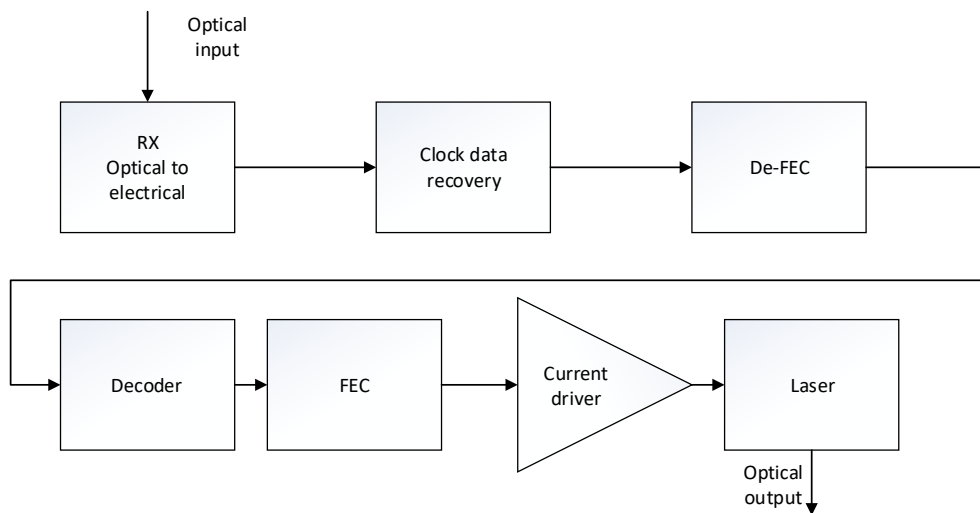 Optical
input
RX
Optical to
electrical
Clock data
recovery
De-FEC
Decoder
FEC
Current
driver
Laser
Optical
output